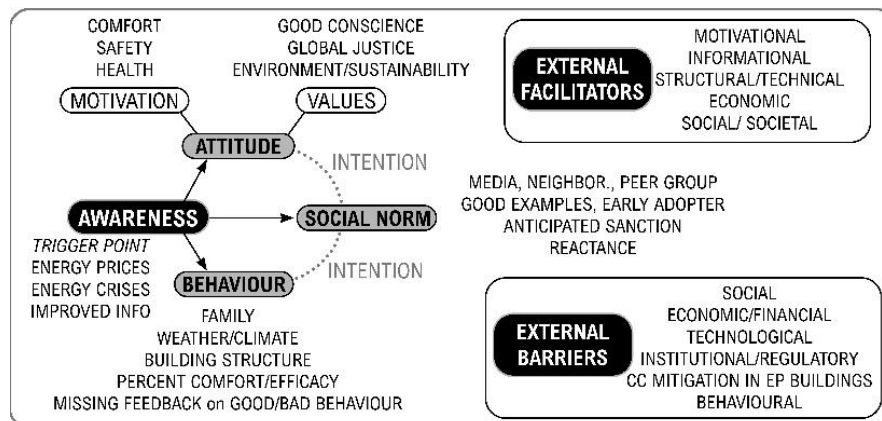 COMFORT
SAFETY
HEALTH
MOTIVATION
GOOD CONSCIENCE
GLOBAL JUSTICE
ENVIRONMENT/SUSTAINABILITY
VALUES
ATTITUDE
INTENTION
AWARENESS
SOCIAL NORM
TRIGGER POINT
ENERGY PRICES
ENERGY CRISES
IMPROVED INFO
INTENTION
BEHAVIOUR
FAMILY
WEATHER/CLIMATE
BUILDING STRUCTURE
PERCENT COMFORT/EFFICACY
MISSING FEEDBACK on GOOD/BAD BEHAVIOUR
EXTERNAL
FACILITATORS
MOTIVATIONAL
INFORMATIONAL
STRUCTURAL/TECHNICAL
ECONOMIC
SOCIAL/ SOCIETAL
MEDIA, NEIGHBOR., PEER GROUP
GOOD EXAMPLES, EARLY ADOPTER
ANTICIPATED SANCTION
REACTANCE
EXTERNAL
BARRIERS
SOCIAL
ECONOMIC/FINANCIAL
TECHNOLOGICAL
INSTITUTIONAL/REGULATORY
CC MITIGATION IN EP BUILDINGS
BEHAVIOURAL